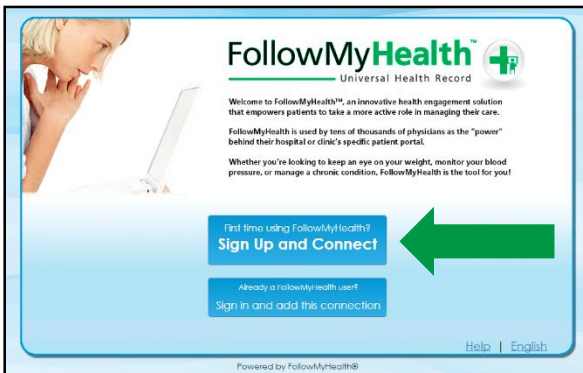 FollowMyHealth™
Universal Health Record
Welcome to FollowMyHealth™, an innovative health engagement solution
that empowers patients to take a more active role in managing their care.
FollowMyHealth is used by tens of thousands of physicians as the "power"
behind their hospital or clinic's specific patient portal.
Whether you're looking to keep an eye on your weight, monitor your blood
pressure, or manage a chronic condition, FollowMyHealth is the tool for you!
First time using FollowMyHealth?
Sign Up and Connect
Already a FollowMyHealth user?
Sign in and add this connection
Help | English
Powered by FollowMyHealth®